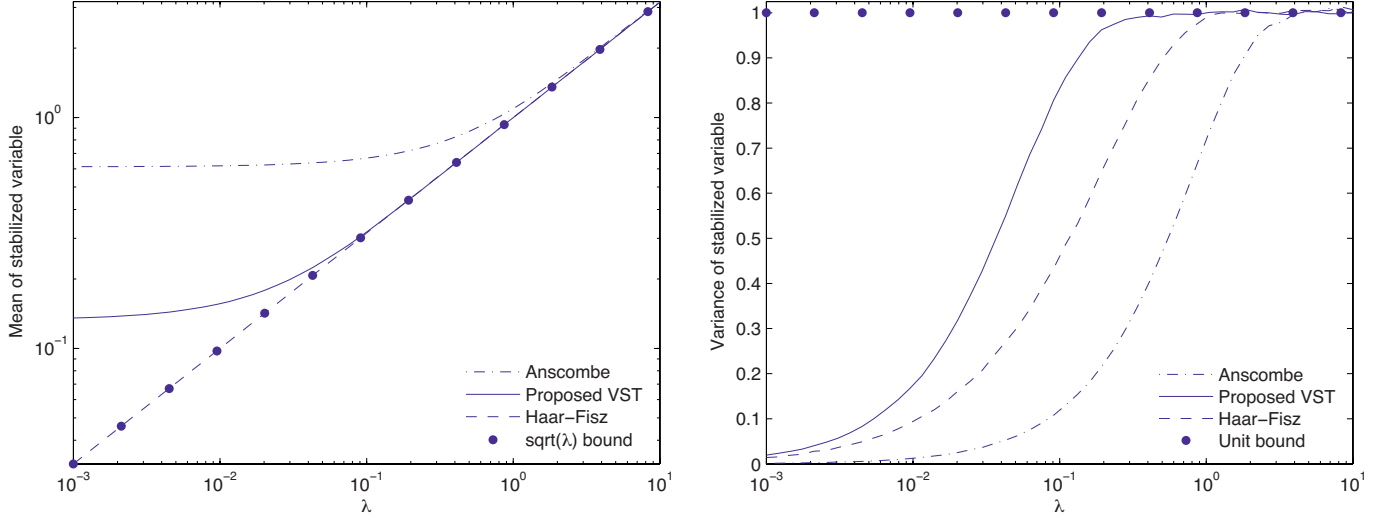 Mean of stabilized variable
10^0
10^-1
10^-3
10^-2
10^-1
10^0
10^1
λ
Anscombe
Proposed VST
Haar-Fisz
sqrt(λ) bound
Variance of stabilized variable
1
0.9
0.8
0.7
0.6
0.5
0.4
0.3
0.2
0.1
0
10^-3
10^-2
10^-1
10^0
10^1
λ
Anscombe
Proposed VST
Haar-Fisz
Unit bound